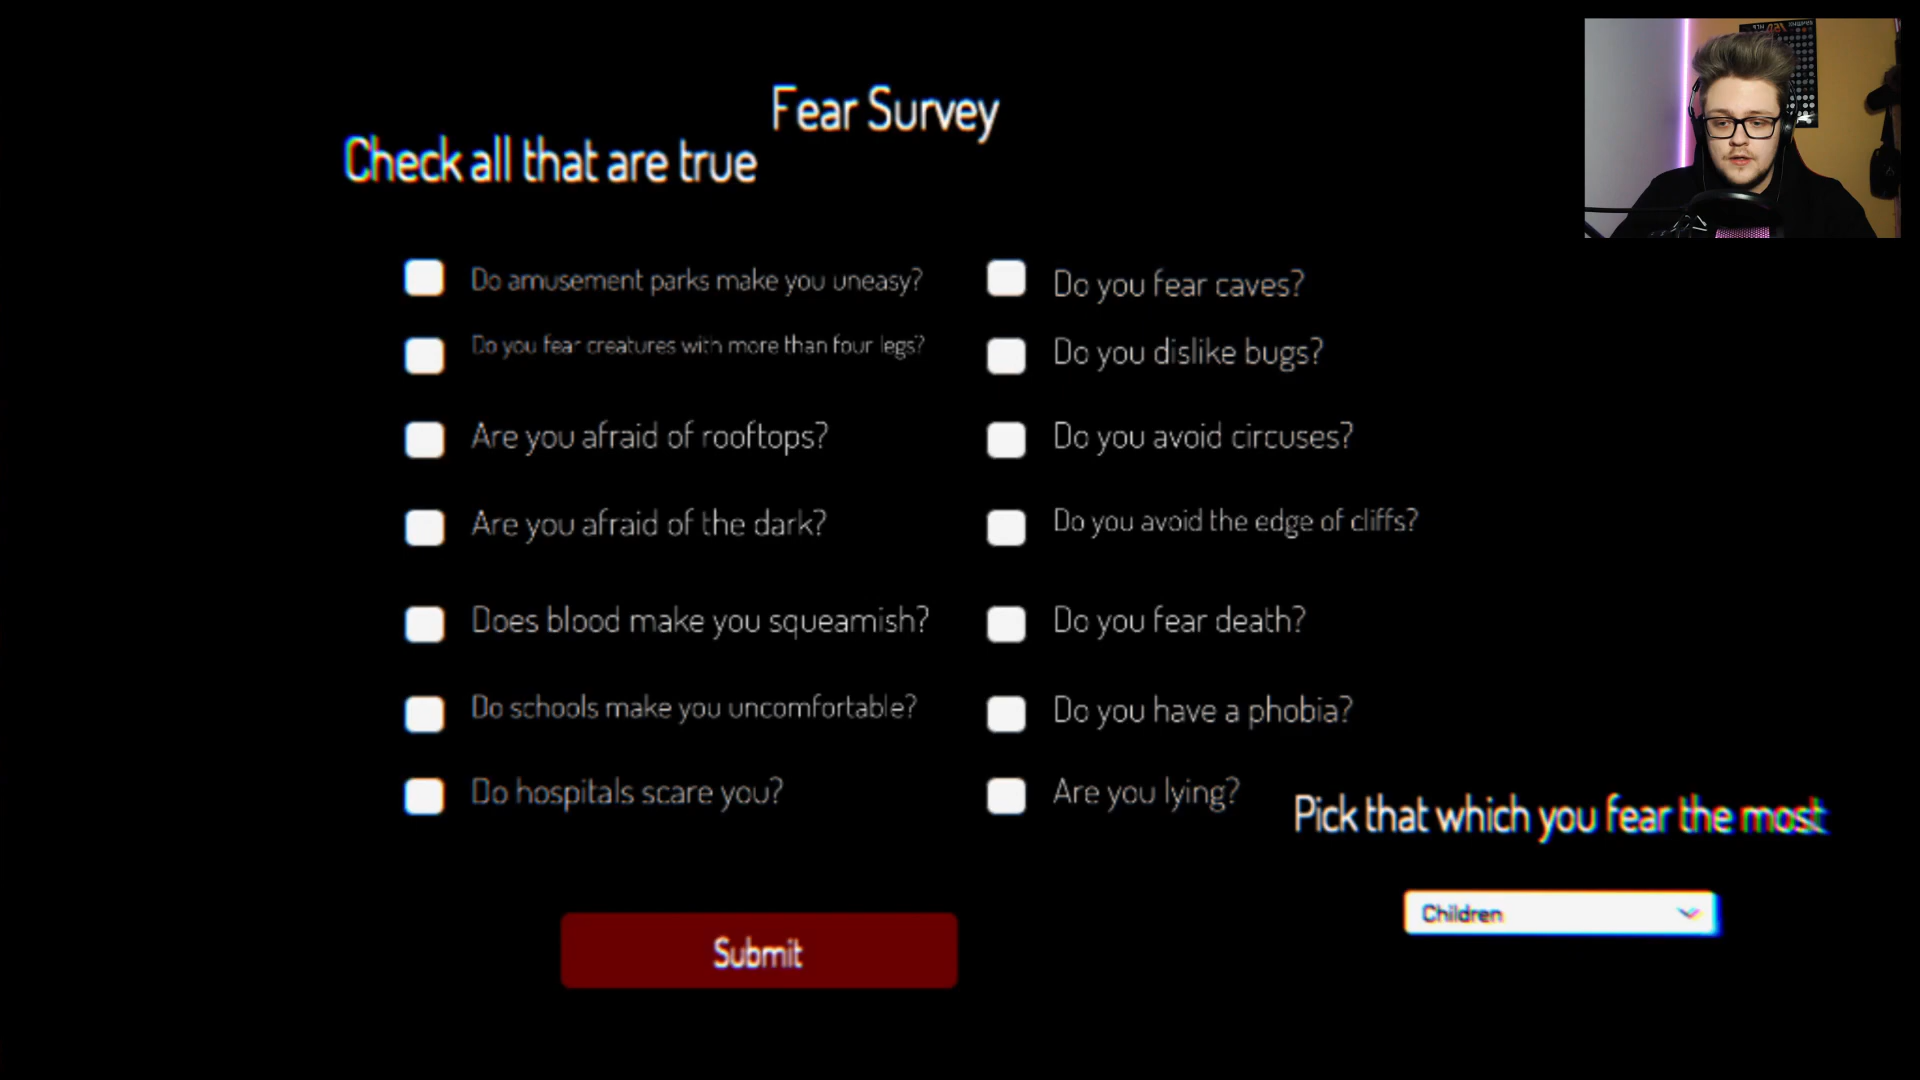 Fear Survey
Check all that are true
Do amusement parks make you uneasy?
Do you fear creatures with more than four legs?
Are you afraid of rooftops?
Are you afraid of the dark?
Does blood make you squeamish?
Do schools make you uncomfortable?
Do hospitals scare you?
Do you fear caves?
Do you dislike bugs?
Do you avoid circuses?
Do you avoid the edge of cliffs?
Do you fear death?
Do you have a phobia?
Are you lying?
Pick that which you fear the most
Children
Submit